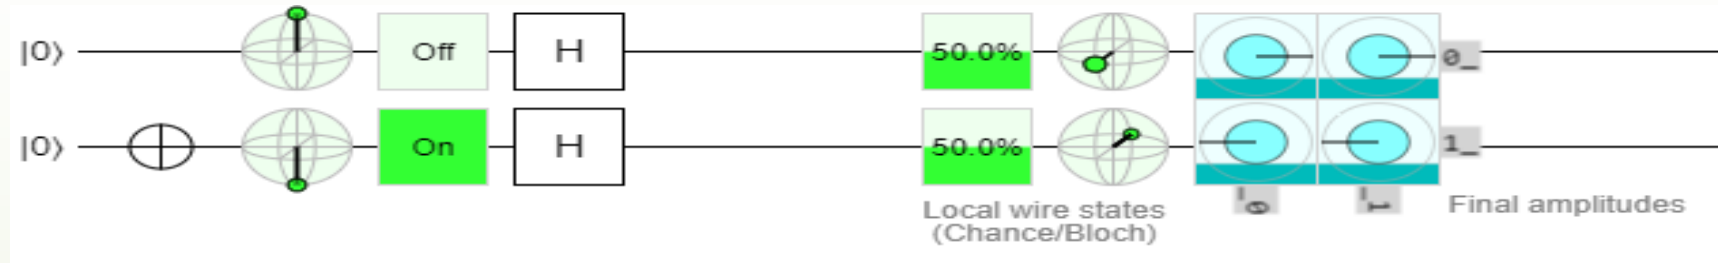 |0⟩ Off H 50.0% 0_
|0⟩ On H 50.0% 1_
_0 _1
Local wire states
(Chance/Bloch)
Final amplitudes